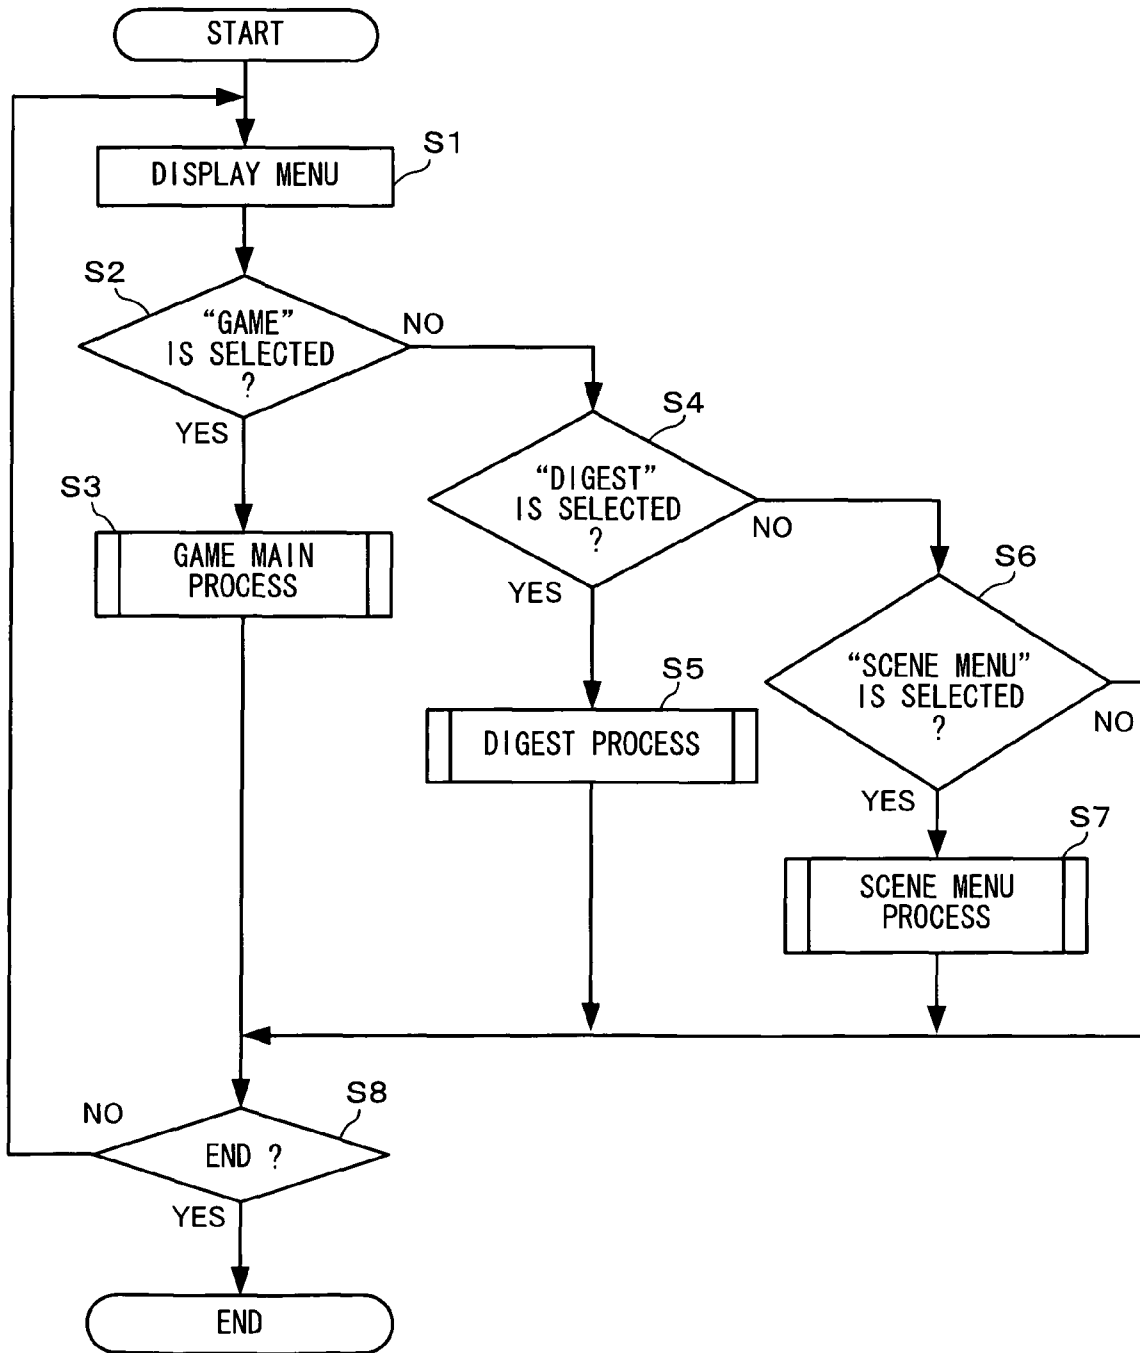 START
S1
DISPLAY MENU
S2
“GAME”
IS SELECTED
?
NO
YES
S4
“DIGEST”
IS SELECTED
?
NO
YES
S3
GAME MAIN
PROCESS
S6
“SCENE MENU”
IS SELECTED
?
NO
YES
S5
DIGEST PROCESS
S7
SCENE MENU
PROCESS
S8
END ?
NO
YES
END